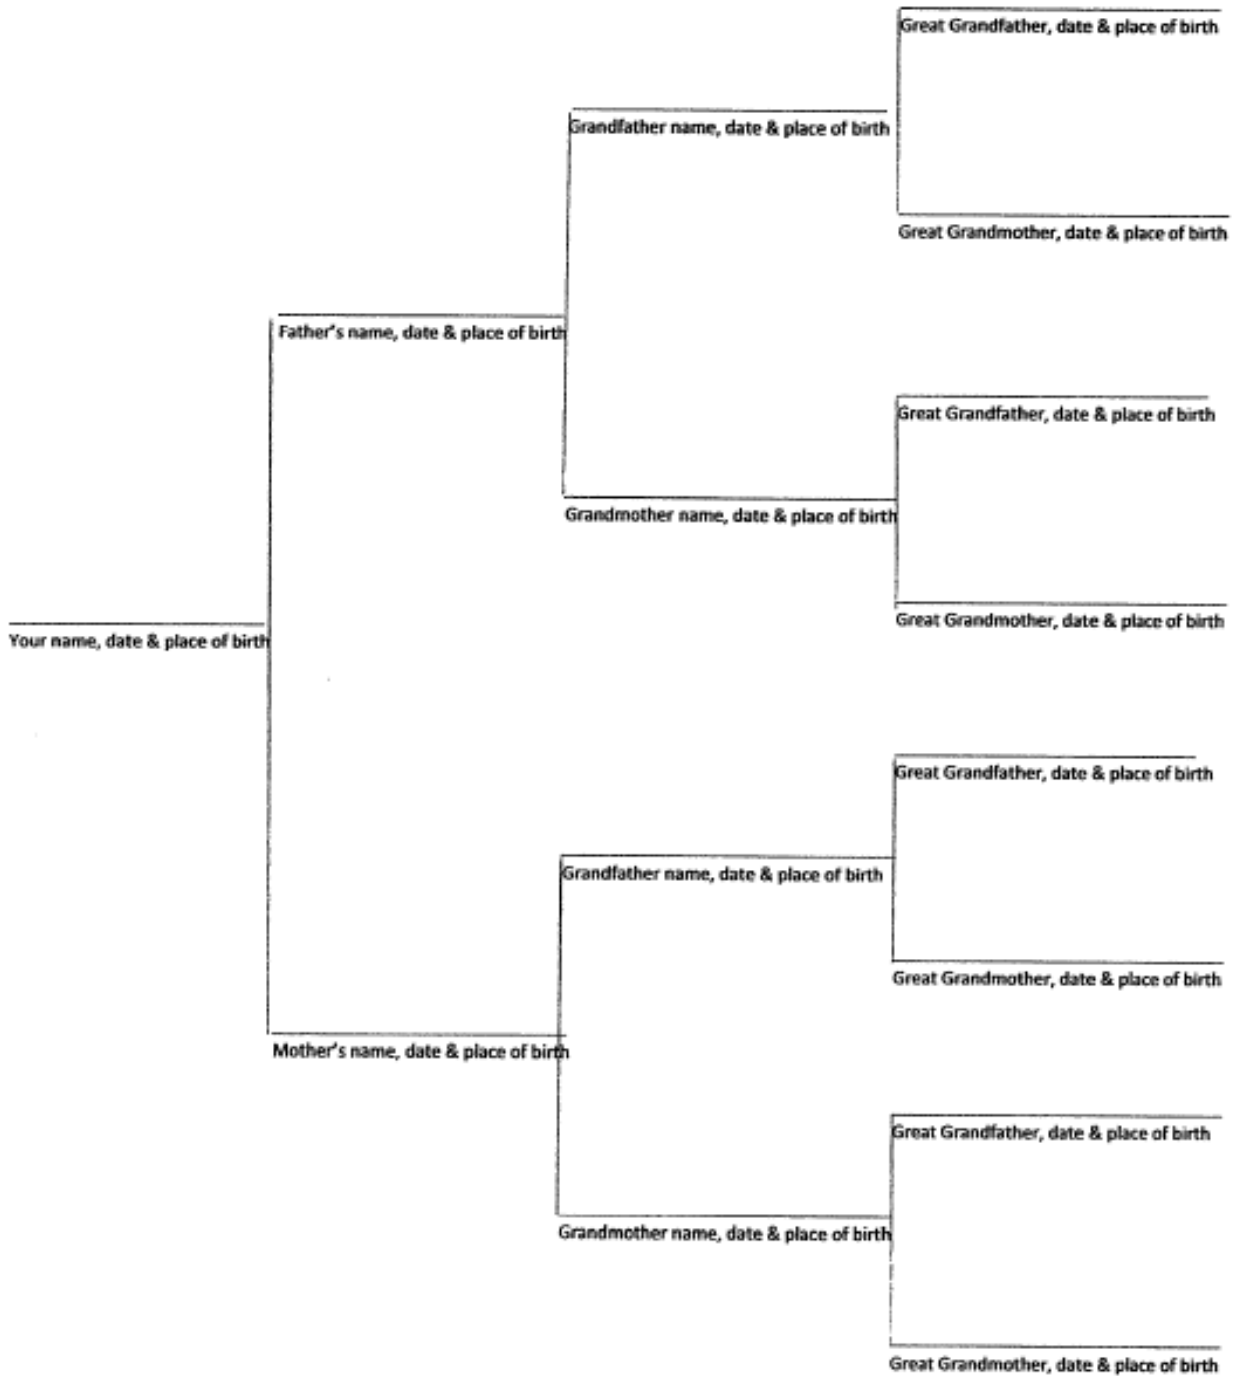 Great Grandfather, date & place of birth
Grandfather name, date & place of birth
Great Grandmother, date & place of birth
Father's name, date & place of birth
Great Grandfather, date & place of birth
Grandmother name, date & place of birth
Great Grandmother, date & place of birth
Your name, date & place of birth
Great Grandfather, date & place of birth
Grandfather name, date & place of birth
Great Grandmother, date & place of birth
Mother's name, date & place of birth
Great Grandfather, date & place of birth
Grandmother name, date & place of birth
Great Grandmother, date & place of birth